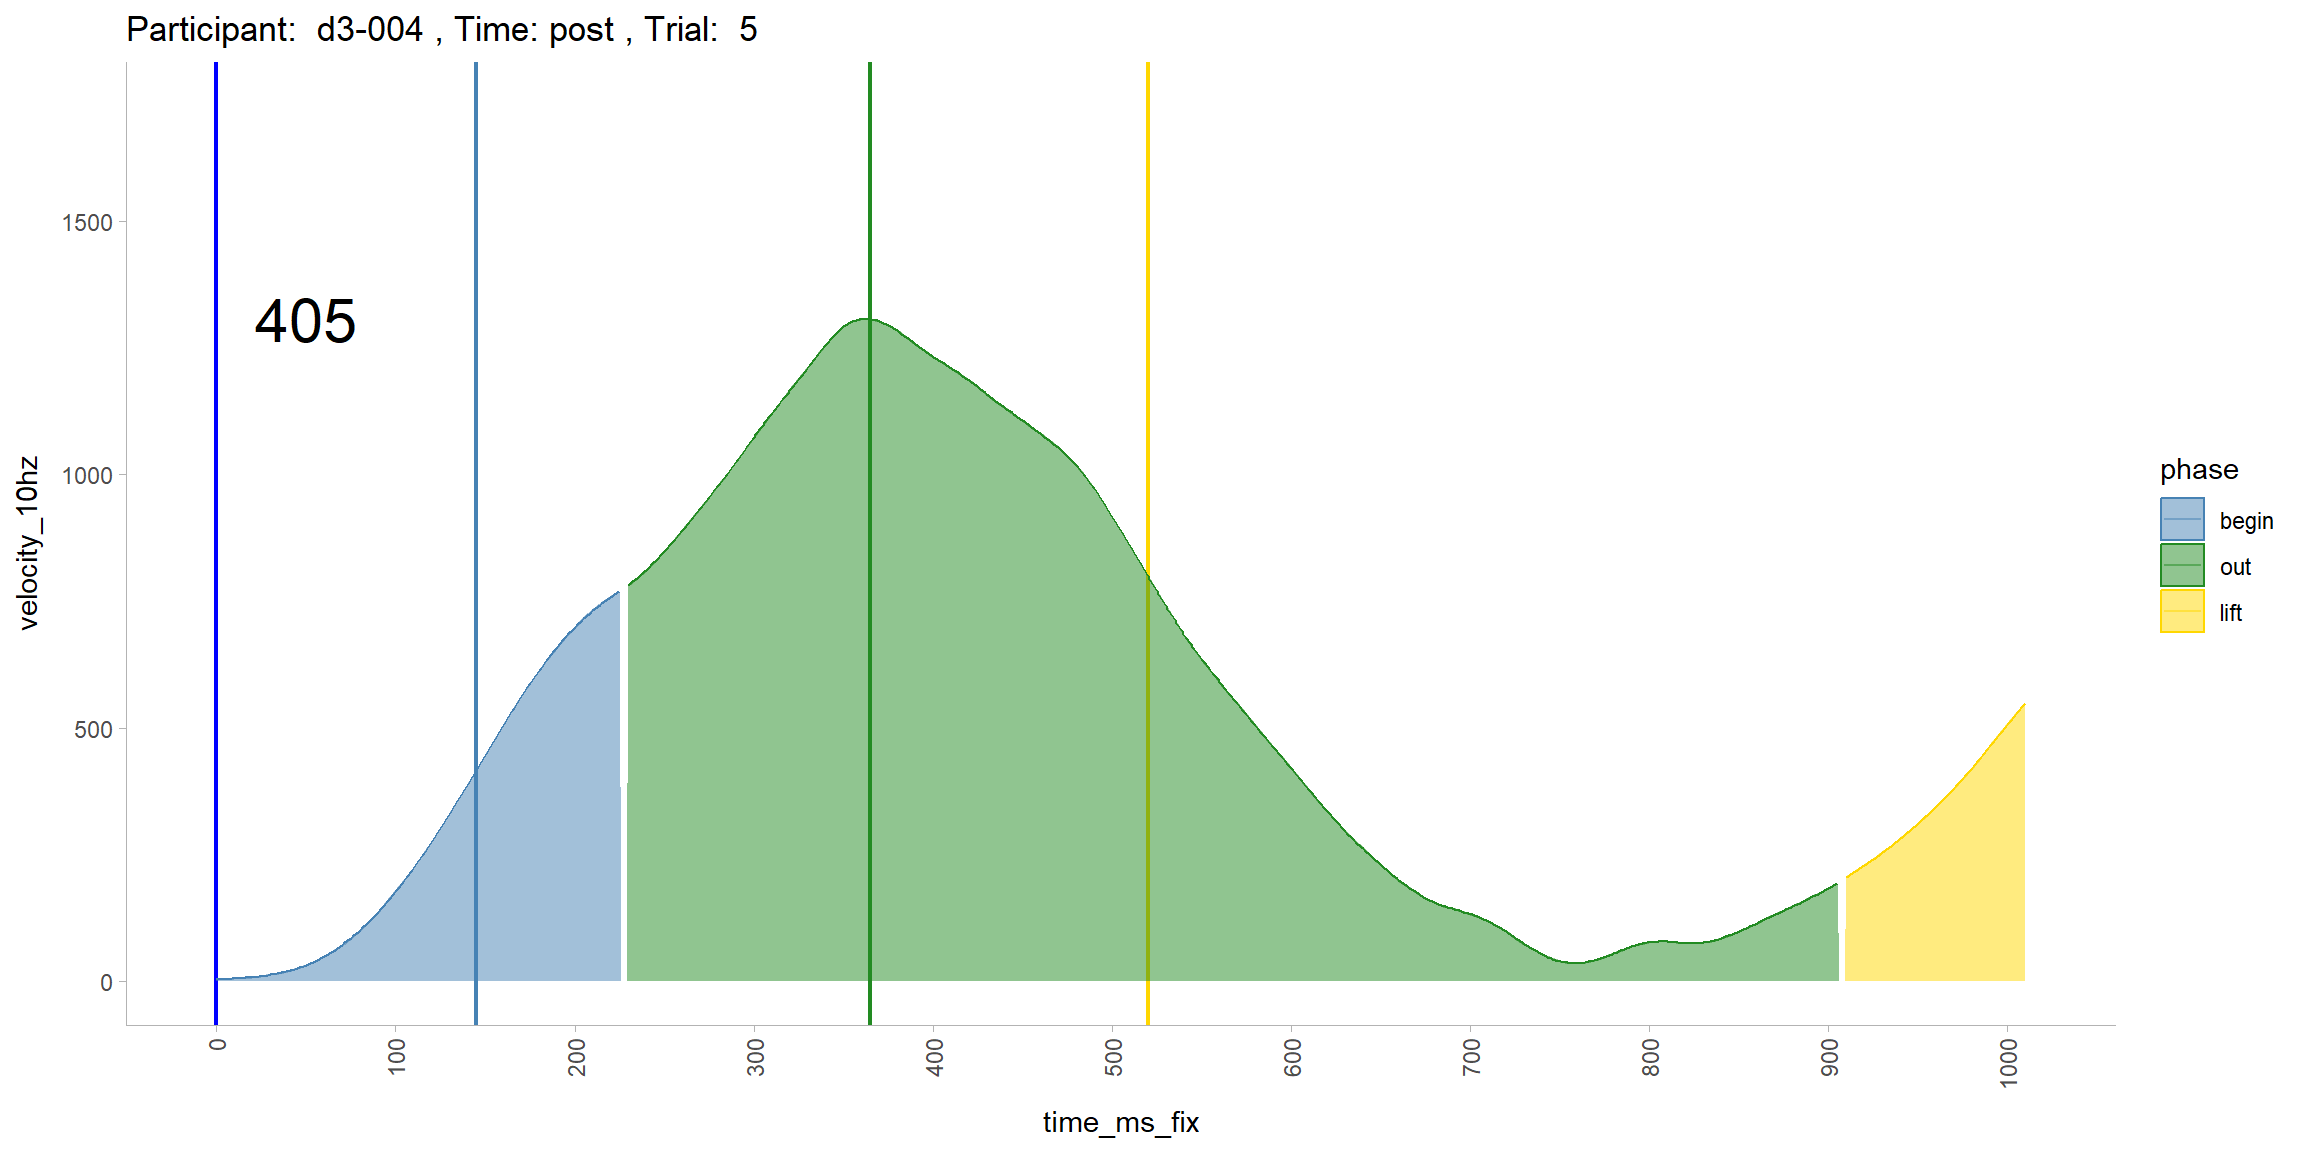 Participant:  d3-004 , Time: post , Trial:  5
1500
1000
500
0
velocity_10hz
405
0 100 200 300 400 500 600 700 800 900 1000
time_ms_fix
phase
begin
out
lift